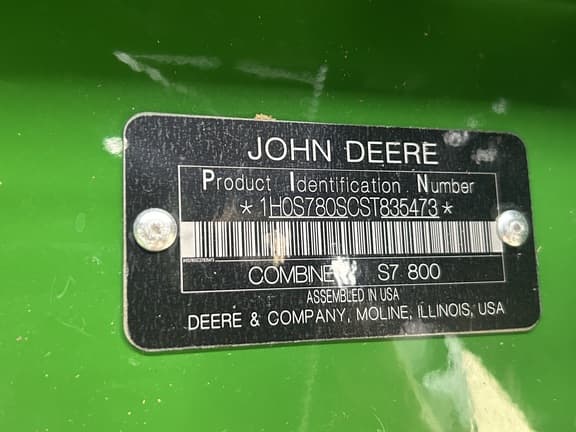 JOHN DEERE
Product Identification Number
*1H0S780SCST835473*
COMBINE S7 800
ASSEMBLED IN USA
DEERE & COMPANY, MOLINE, ILLINOIS, USA